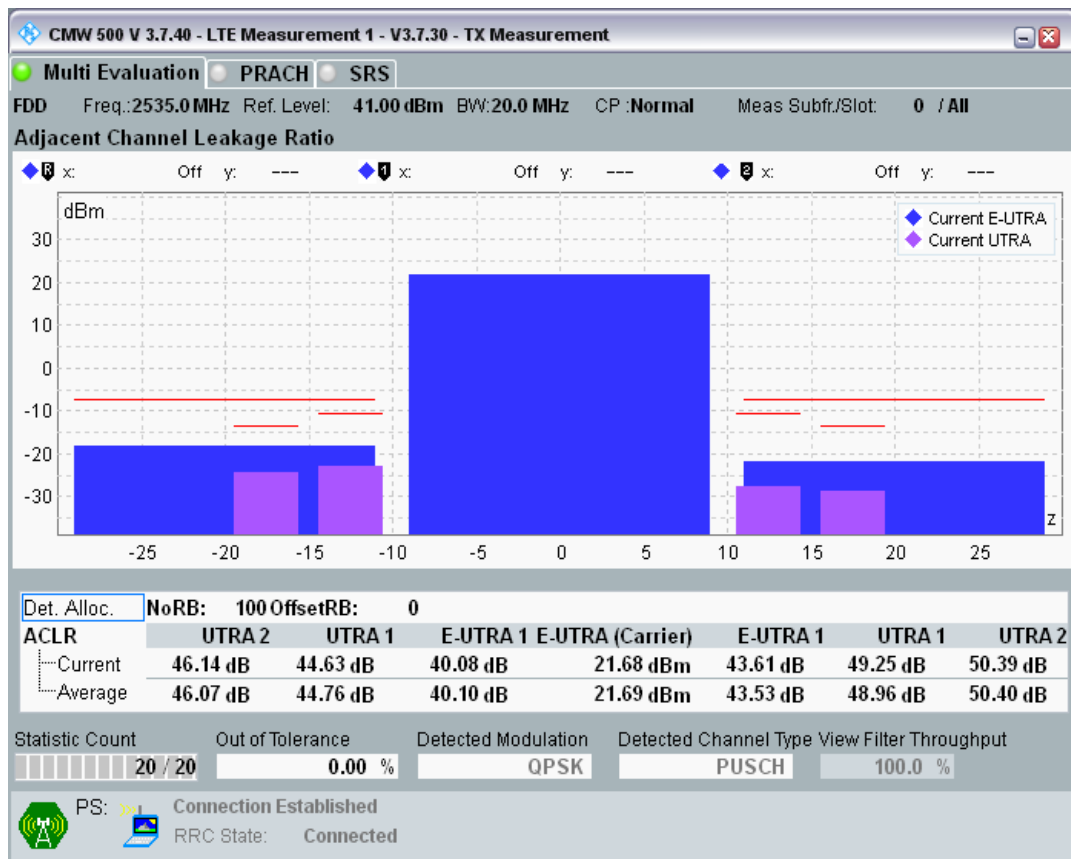 CMW 500 V 3.7.40 - LTE Measurement 1 - V3.7.30 - TX Measurement
Multi Evaluation PRACH SRS
FDD Freq.:2535.0 MHz Ref. Level: 41.00 dBm BW:20.0 MHz CP :Normal Meas Subfr./Slot: 0 / All
Adjacent Channel Leakage Ratio
R x: Off y: --- 1 x: Off y: --- 2 x: Off y: ---
dBm
Current E-UTRA
Current UTRA
30
20
10
0
-10
-20
-30
z
-25 -20 -15 -10 -5 0 5 10 15 20 25
Det. Alloc. NoRB: 100 OffsetRB: 0
ACLR UTRA 2 UTRA 1 E-UTRA 1 E-UTRA (Carrier) E-UTRA 1 UTRA 1 UTRA 2
Current 46.14 dB 44.63 dB 40.08 dB 21.68 dBm 43.61 dB 49.25 dB 50.39 dB
Average 46.07 dB 44.76 dB 40.10 dB 21.69 dBm 43.53 dB 48.96 dB 50.40 dB
Statistic Count Out of Tolerance Detected Modulation Detected Channel Type View Filter Throughput
20 / 20 0.00 % QPSK PUSCH 100.0 %
PS: Connection Established
RRC State: Connected